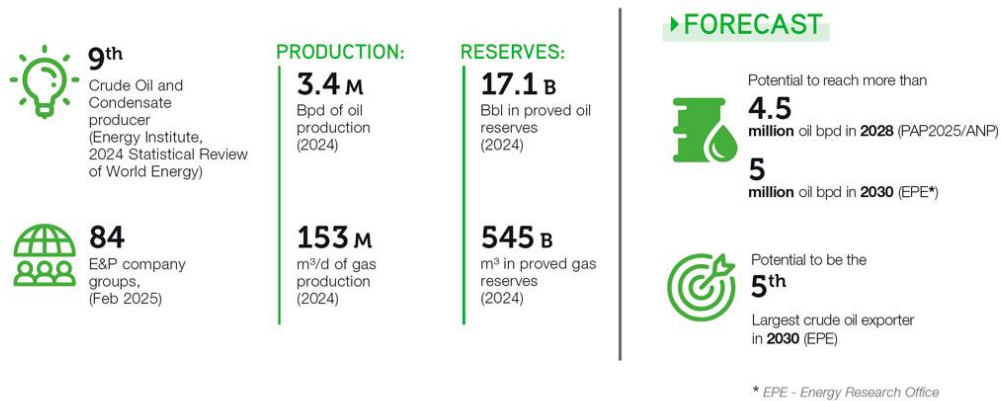 9th
Crude Oil and
Condensate
producer
(Energy Institute,
2024 Statistical Review
of World Energy)
84
E&P company
groups,
(Feb 2025)
PRODUCTION:
3.4 M
Bpd of oil
production
(2024)
153 M
m³/d of gas
production
(2024)
RESERVES:
17.1 B
Bbl in proved oil
reserves
(2024)
545 B
m³ in proved gas
reserves
(2024)
FORECAST
Potential to reach more than
4.5
million oil bpd in 2028 (PAP2025/ANP)
5
million oil bpd in 2030 (EPE*)
Potential to be the
5th
Largest crude oil exporter
in 2030 (EPE)
* EPE - Energy Research Office